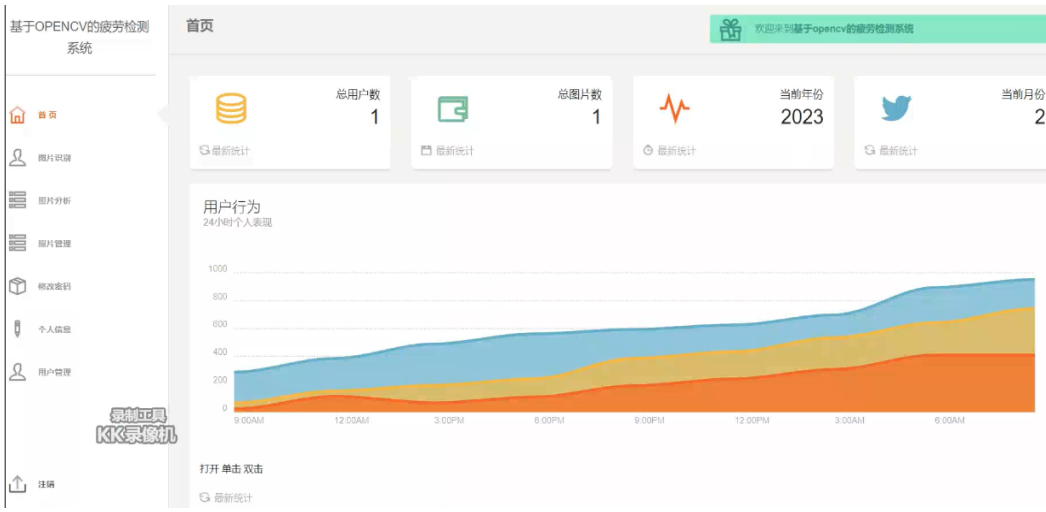 基于OPENCV的疲劳检测
系统
首页
欢迎来到基于opencv的疲劳检测系统
首页
图片识别
图片分析
照片管理
修改密码
个人信息
用户管理
注销
总用户数
1
最新统计
总图片数
1
最新统计
当前年份
2023
最新统计
当前月份
2
最新统计
用户行为
24小时个人表现
1000
800
600
400
200
0
9:00AM 12:00AM 3:00PM 6:00PM 9:00PM 12:00PM 3:00AM 6:00AM
打开 单击 双击
最新统计
录制工具
KK录像机